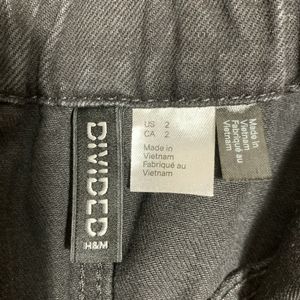 DIVIDED
H&M
US 2
CA 2
Made in
Vietnam
Fabriqué au
Vietnam
Made in
Vietnam
Fabriqué au
Vietnam